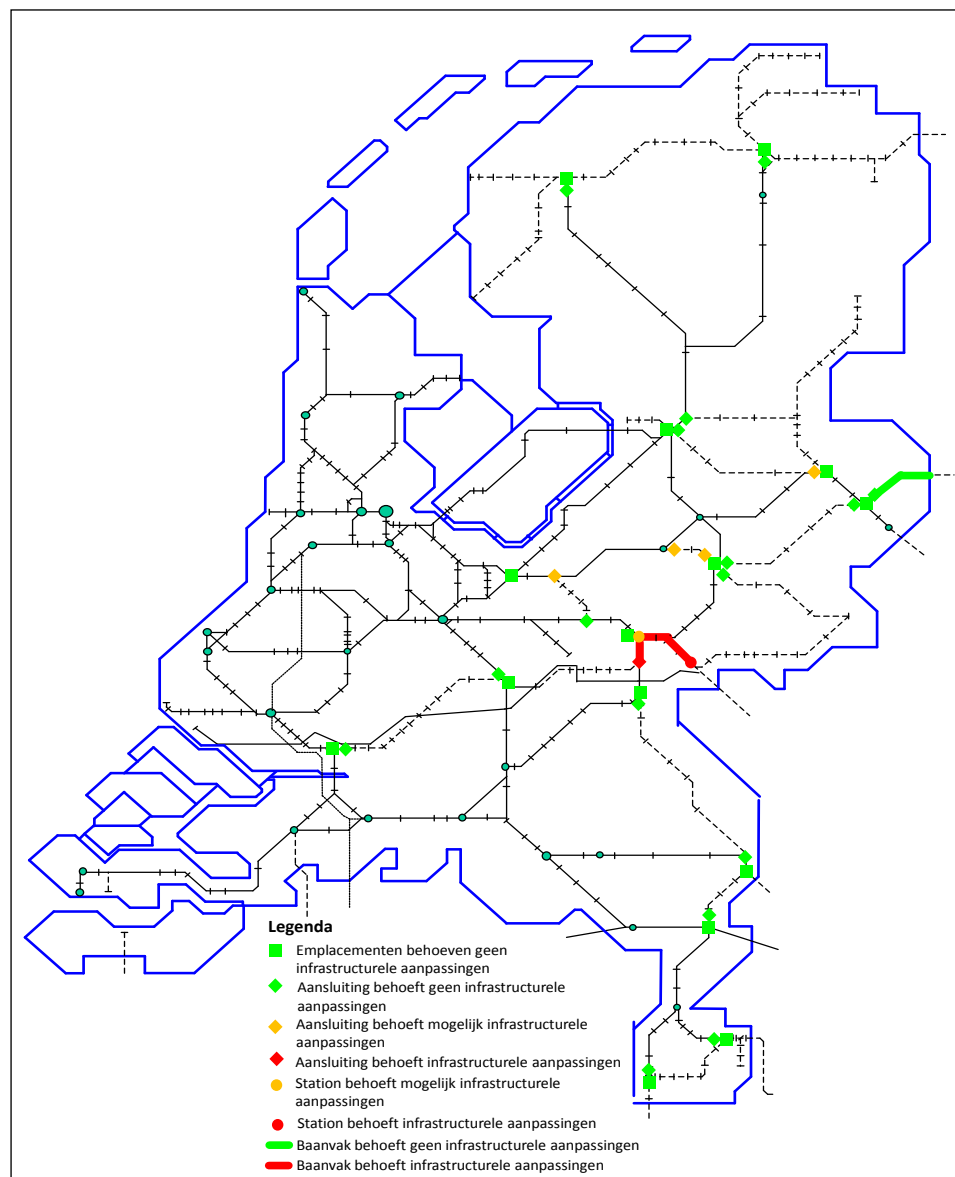 Legenda
Emplacementen behoeven geen
infrastructurele aanpassingen
Aansluiting behoeft geen infrastructurele
aanpassingen
Aansluiting behoeft mogelijk infrastructurele
aanpassingen
Aansluiting behoeft infrastructurele aanpassingen
Station behoeft mogelijk infrastructurele
aanpassingen
Station behoeft infrastructurele aanpassingen
Baanvak behoeft geen infrastructurele aanpassingen
Baanvak behoeft infrastructurele aanpassingen